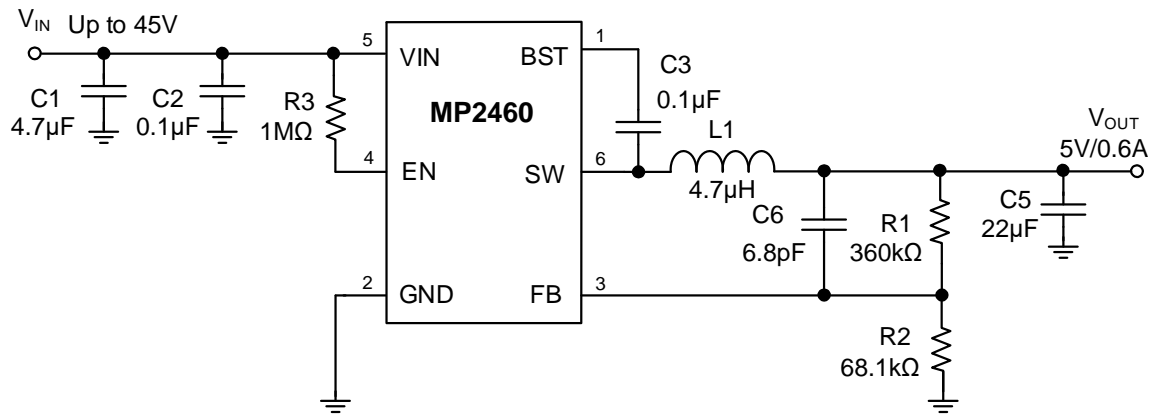 VIN Up to 45V
C1
4.7µF
C2
0.1µF
R3
1MΩ
5
VIN
4
EN
2
GND
MP2460
BST
1
SW
6
FB
3
C3
0.1µF
L1
4.7µH
C6
6.8pF
R1
360kΩ
R2
68.1kΩ
C5
22µF
VOUT
5V/0.6A